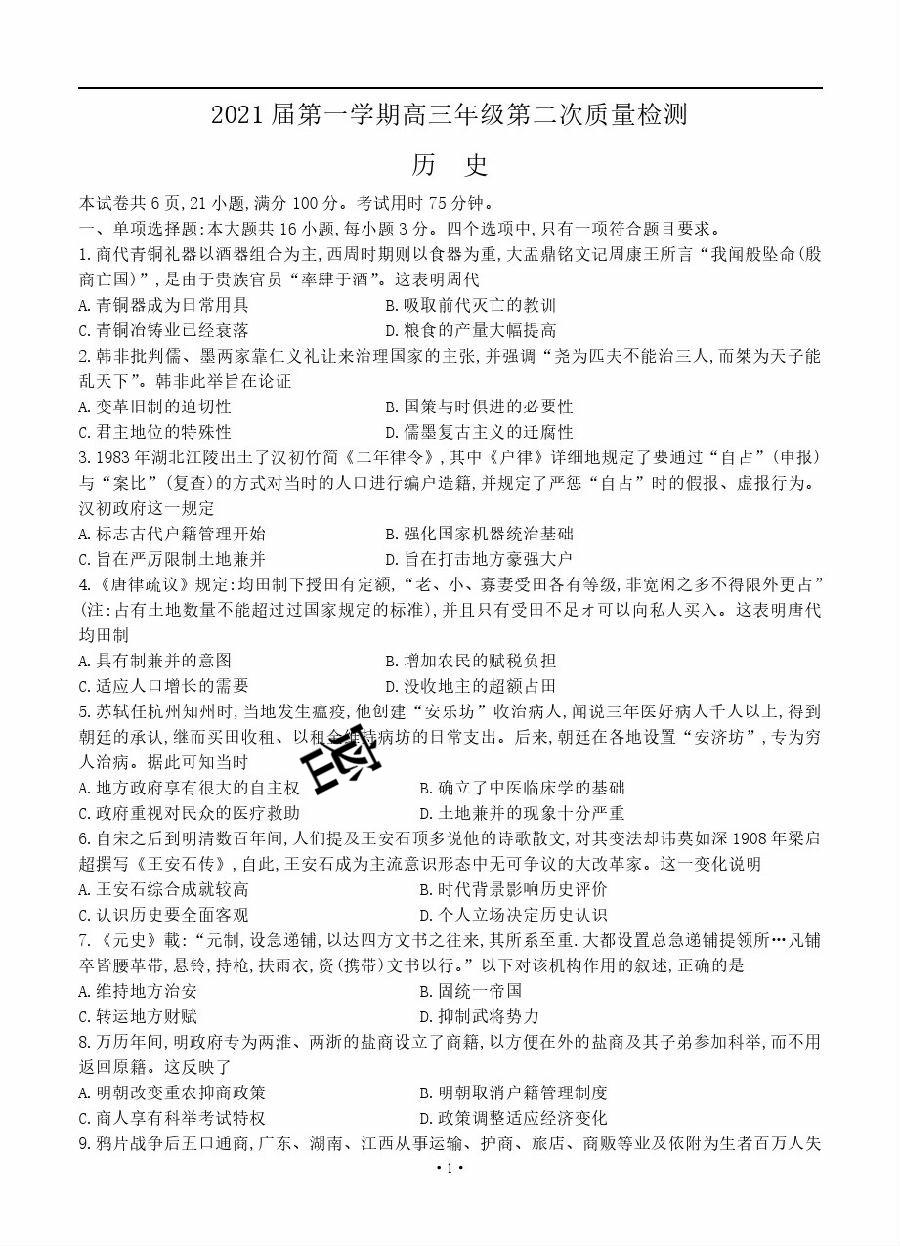 2021届第一学期高三年级第二次质量检测
历 史
本试卷共6页,21小题,满分100分。考试用时75分钟。
一、单项选择题:本大题共16小题,每小题3分。四个选项中,只有一项符合题目要求。
1.商代青铜礼器以酒器组合为主,西周时期则以食器为重,大盂鼎铭文记周康王所言“我闻般坠命(殷
商亡国)”,是由于贵族官员“率肆于酒”。这表明周代
A.青铜器成为日常用具 B.吸取前代灭亡的教训
C.青铜冶铸业已经衰落 D.粮食的产量大幅提高
2.韩非批判儒、墨两家靠仁义礼让来治理国家的主张,并强调“尧为匹夫不能治三人,而桀为天子能
乱天下”。韩非此举旨在论证
A.变革旧制的迫切性 B.国策与时俱进的必要性
C.君主地位的特殊性 D.儒墨复古主义的迂腐性
3.1983年湖北江陵出土了汉初竹简《二年律令》,其中《户律》详细地规定了要通过“自占”(申报)
与“案比”(复查)的方式对当时的人口进行编户造籍,并规定了严惩“自占”时的假报、虚报行为。
汉初政府这一规定
A.标志古代户籍管理开始 B.强化国家机器统治基础
C.旨在严厉限制土地兼并 D.旨在打击地方豪强大户
4.《唐律疏议》规定:均田制下授田有定额,“老、小、寡妻受田各有等级,非宽闲之乡不得限外更占”
(注:占有土地数量不能超过过国家规定的标准),并且只有受田不足才可以向私人买入。这表明唐代
均田制
A.具有制兼并的意图 B.增加农民的赋税负担
C.适应人口增长的需要 D.没收地主的超额占田
5.苏轼任杭州知州时,当地发生瘟疫,他创建“安乐坊”收治病人,闻说三年医好病人千人以上,得到
朝廷的承认,继而买田收租、以租金维持病坊的日常支出。后来,朝廷在各地设置“安济坊”,专为穷
人治病。据此可知当时
A.地方政府享有很大的自主权 B.确立了中医临床学的基础
C.政府重视对民众的医疗救助 D.土地兼并的现象十分严重
6.自宋之后到明清数百年间,人们提及王安石顶多说他的诗歌散文,对其变法却讳莫如深1908年梁启
超撰写《王安石传》,自此,王安石成为主流意识形态中无可争议的大改革家。这一变化说明
A.王安石综合成就较高 B.时代背景影响历史评价
C.认识历史要全面客观 D.个人立场决定历史认识
7.《元史》載:“元制,设急递铺,以达四方文书之往来,其所系至重.大都设置总急递铺提领所…凡铺
卒皆腰革带,悬铃,持枪,扶雨衣,资(携带)文书以行。”以下对该机构作用的叙述,正确的是
A.维持地方治安 B.固统一帝国
C.转运地方财赋 D.抑制武将势力
8.万历年间,明政府专为两淮、两浙的盐商设立了商籍,以方便在外的盐商及其子弟参加科举,而不用
返回原籍。这反映了
A.明朝改变重农抑商政策 B.明朝取消户籍管理制度
C.商人享有科举考试特权 D.政策调整适应经济变化
9.鸦片战争后五口通商,广东、湖南、江西从事运输、护商、旅店、商贩等业及依附为生者百万人失
·1·